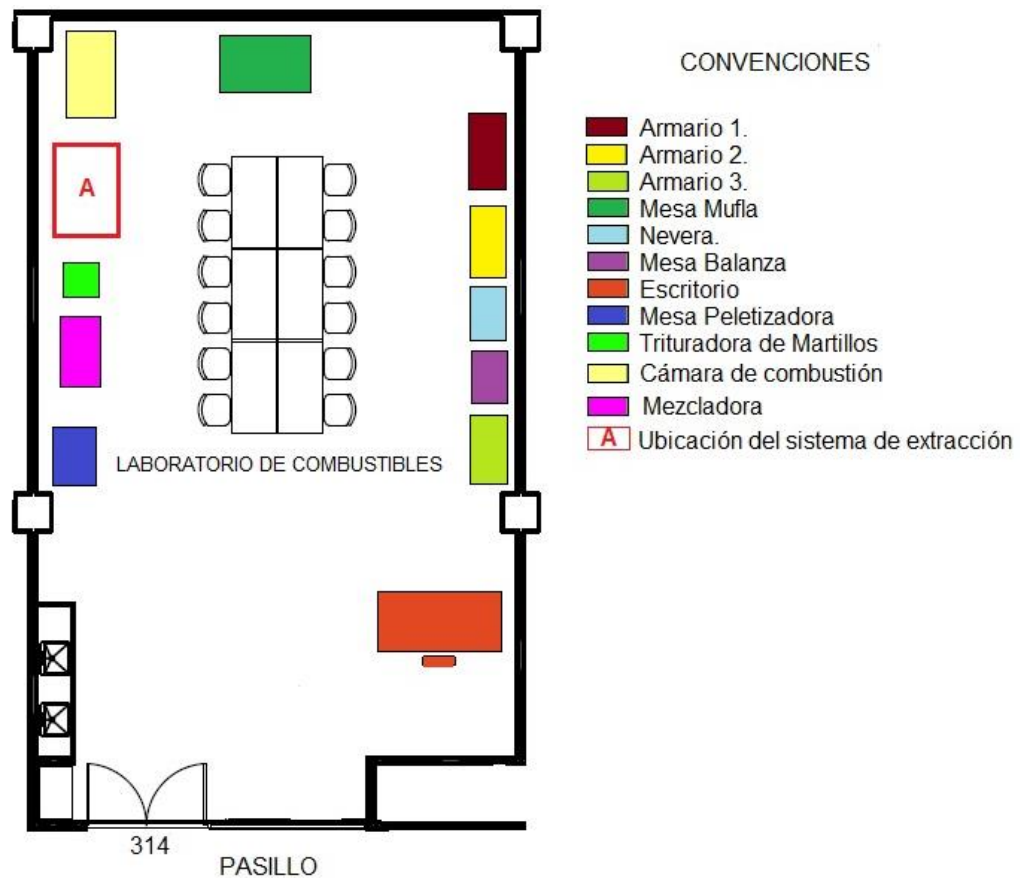 CONVENCIONES
Armario 1.
Armario 2.
Armario 3.
Mesa Mufla
Nevera.
Mesa Balanza
Escritorio
Mesa Peletizadora
Trituradora de Martillos
Cámara de combustión
Mezcladora
A Ubicación del sistema de extracción
A
LABORATORIO DE COMBUSTIBLES
314
PASILLO